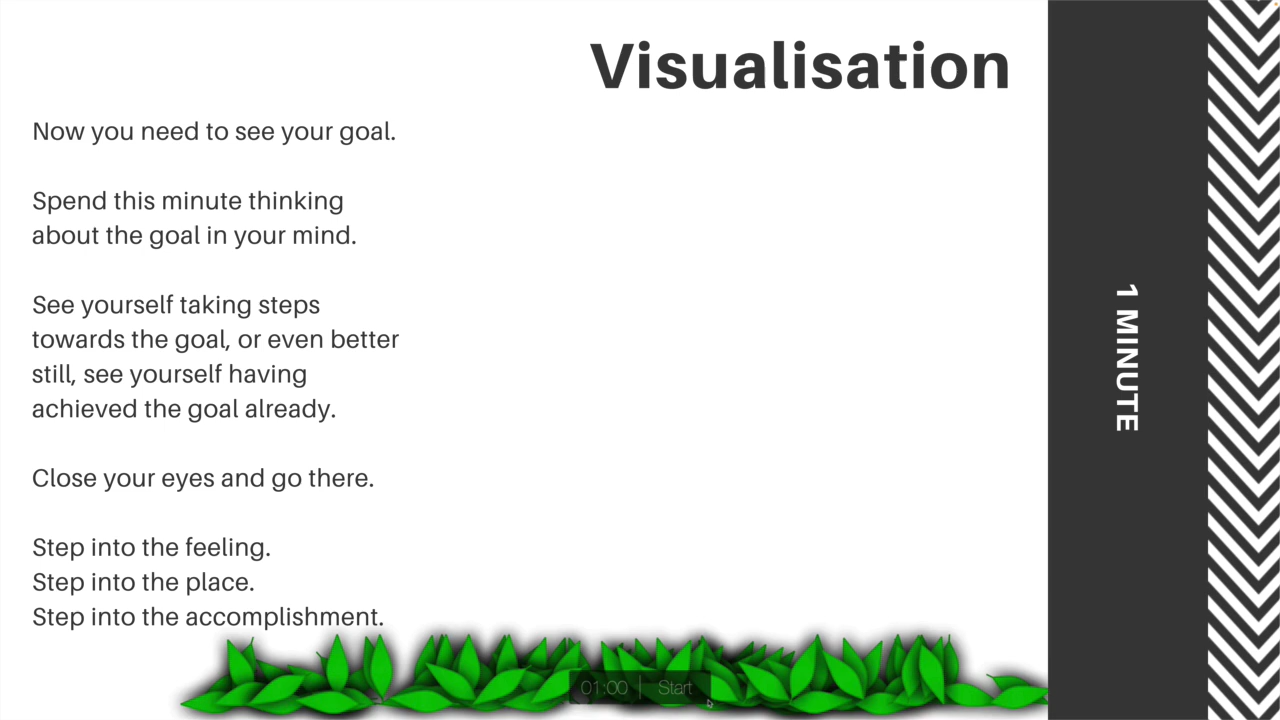 Visualisation
Now you need to see your goal.
Spend this minute thinking
about the goal in your mind.
See yourself taking steps
towards the goal, or even better
still, see yourself having
achieved the goal already.
Close your eyes and go there.
Step into the feeling.
Step into the place.
Step into the accomplishment.
1 MINUTE
01:00 | Start